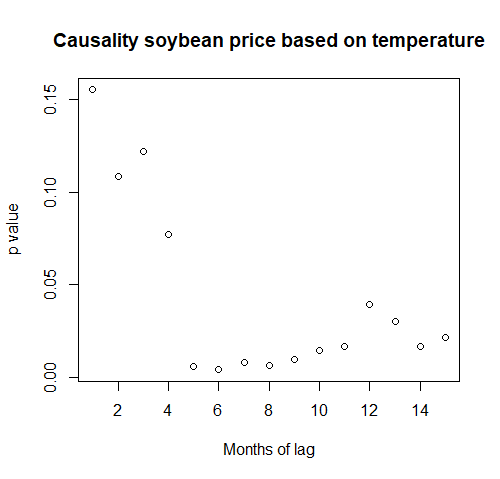 Causality soybean price based on temperature
0.15
0.10
0.05
0.00
p value
2 4 6 8 10 12 14
Months of lag